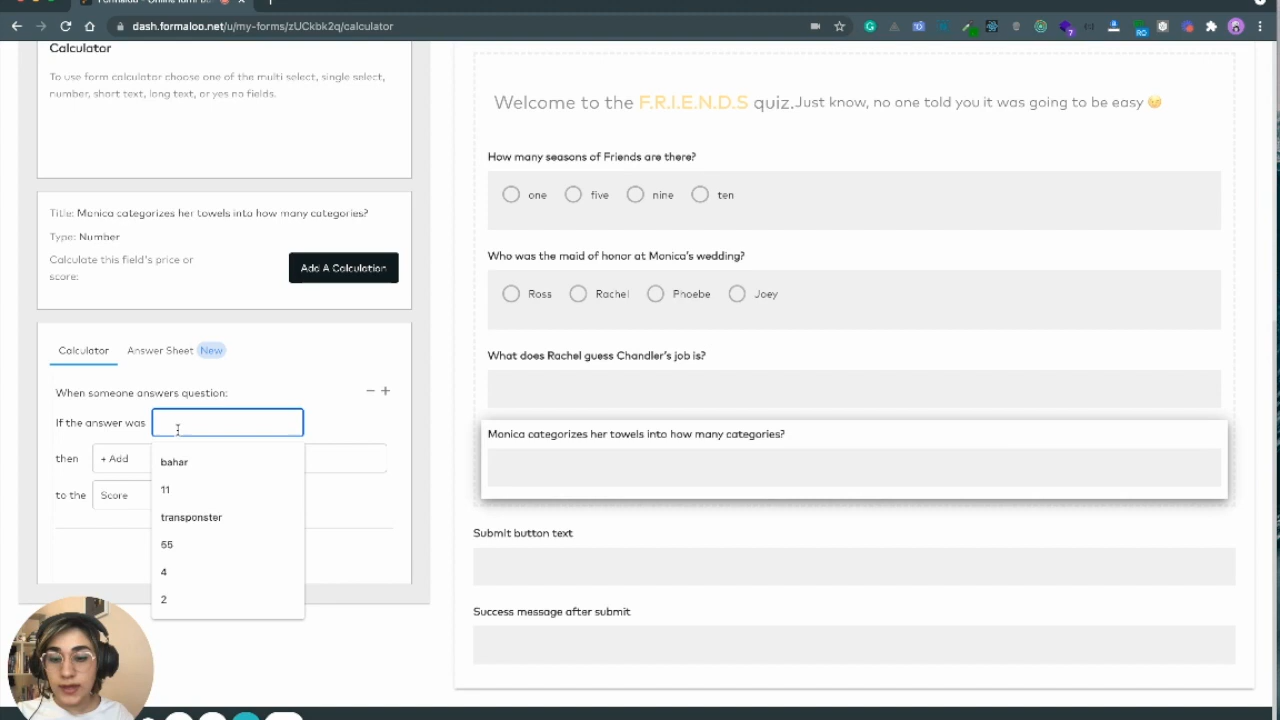 dash.formaloo.net/u/my-forms/zUCkbk2q/calculator
Calculator
To use form calculator choose one of the multi select, single select,
number, short text, long text, or yes no fields.
Title: Monica categorizes her towels into how many categories?
Type: Number
Calculate this field's price or
score:
Add A Calculation
Calculator Answer Sheet New
When someone answers question:
If the answer was
then + Add
to the Score
bahar
11
transponster
55
4
2
Welcome to the F.R.I.E.N.D.S quiz.Just know, no one told you it was going to be easy 😉
How many seasons of Friends are there?
one five nine ten
Who was the maid of honor at Monica's wedding?
Ross Rachel Phoebe Joey
What does Rachel guess Chandler's job is?
Monica categorizes her towels into how many categories?
Submit button text
Success message after submit